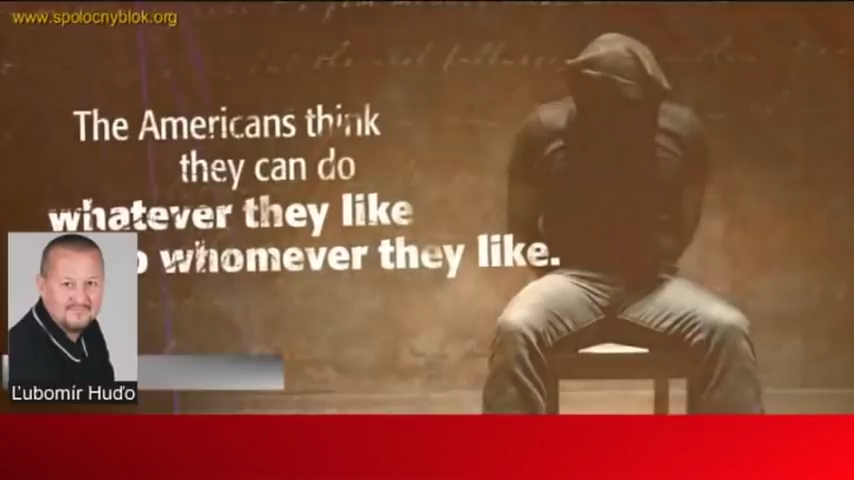 www.spolocnyblok.org
The Americans think
they can do
whatever they like
whomever they like.
Ľubomír Huďo